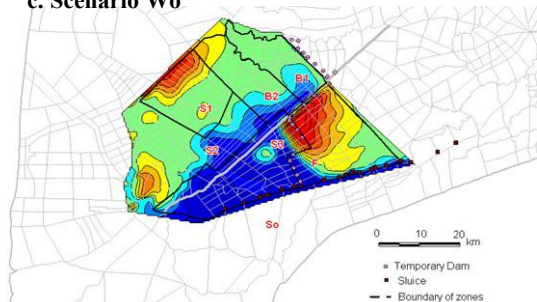 c. Scenario W0
B1
B2
S1
S2
S3
F
So
0 10 20
km
Temporary Dam
Sluice
Boundary of zones